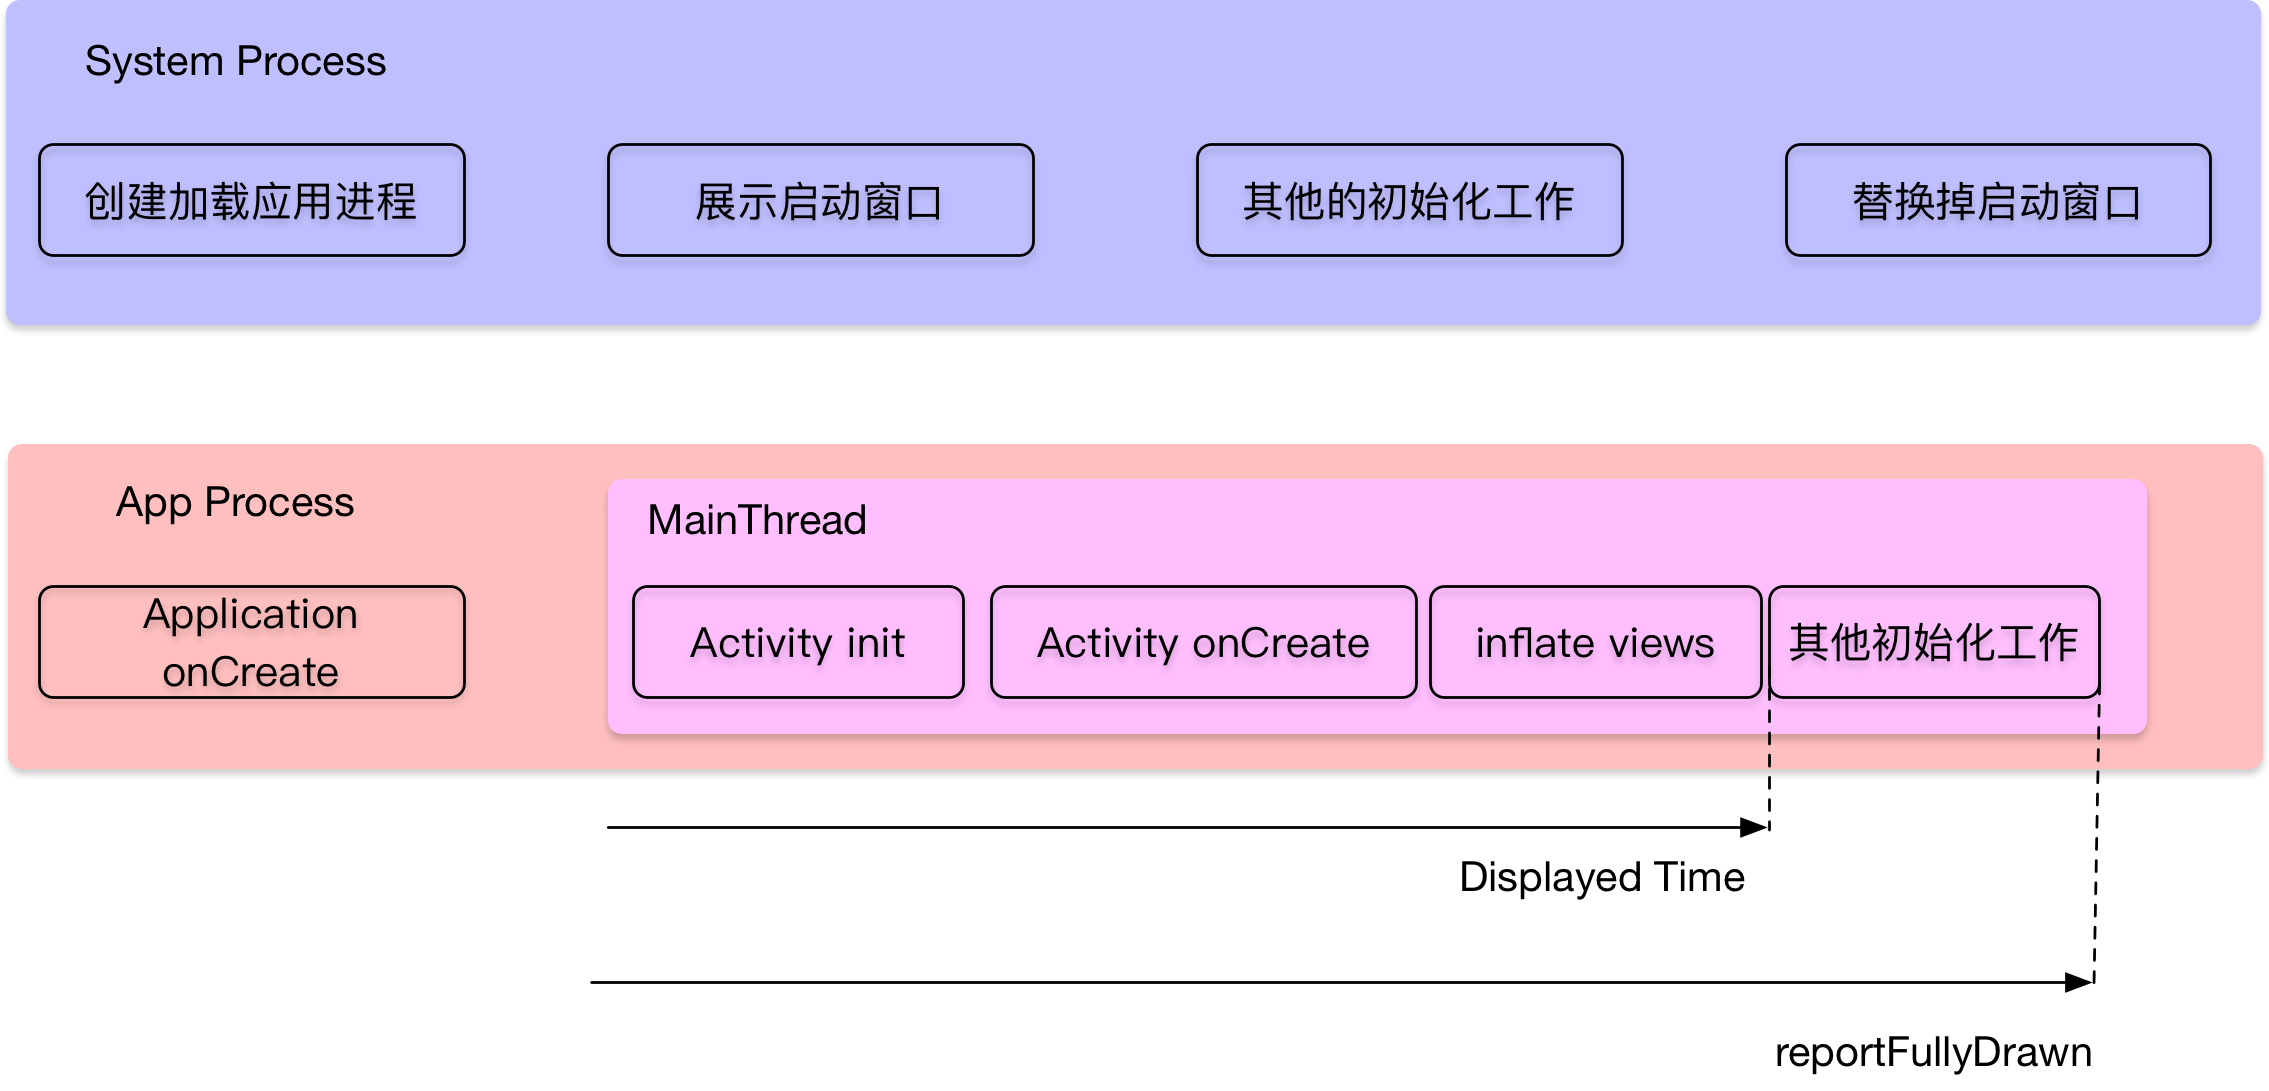 System Process
创建加载应用进程
展示启动窗口
其他的初始化工作
替换掉启动窗口
App Process
MainThread
Application
onCreate
Activity init
Activity onCreate
inflate views
其他初始化工作
Displayed Time
reportFullyDrawn